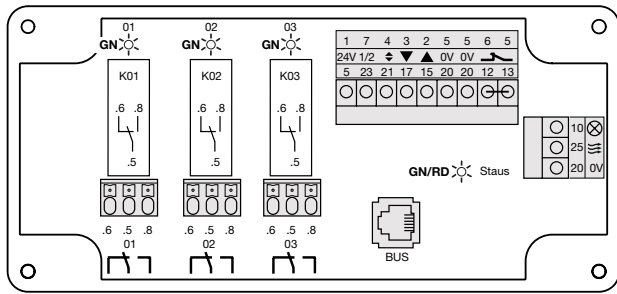 01 02 03
GN GN GN
K01 K02 K03
.6 .8 .6 .8 .6 .8
.5 .5 .5
.6 .5 .8 .6 .5 .8 .6 .5 .8
01 02 03
1 7 4 3 2 5 5 6 5
24V 1/2 0V 0V
5 23 21 17 15 20 20 12 13
10
25
20 0V
GN/RD Staus
BUS